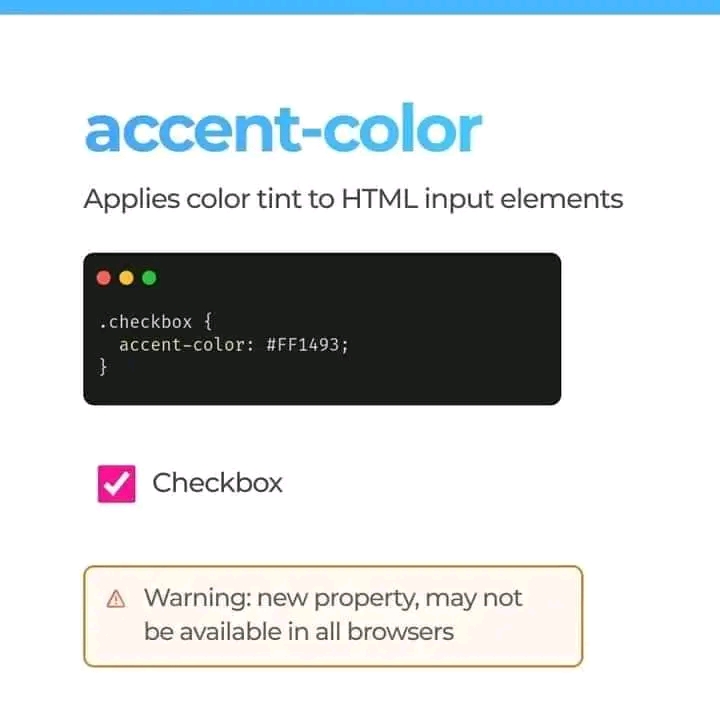 accent-color
Applies color tint to HTML input elements
.checkbox {
  accent-color: #FF1493;
}
Checkbox
Warning: new property, may not
be available in all browsers